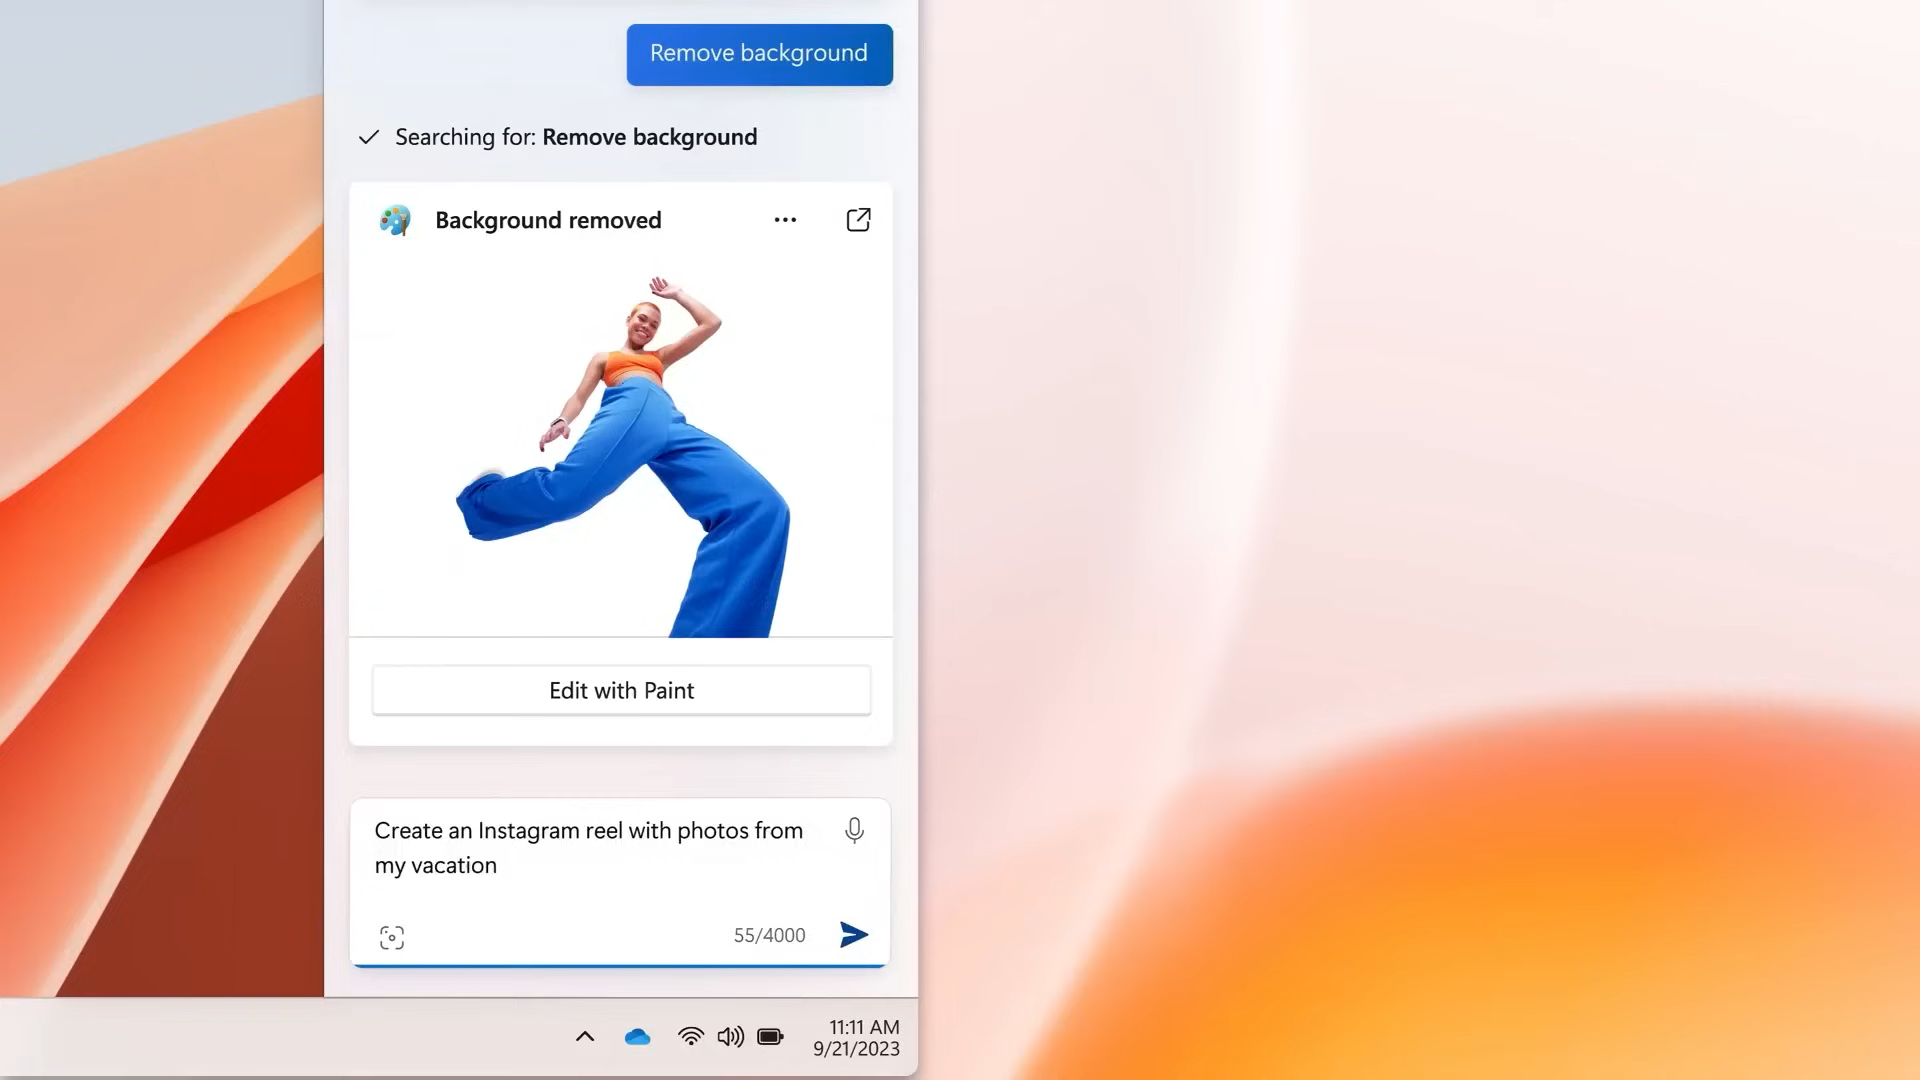 Remove background
Searching for: Remove background
Background removed
Edit with Paint
Create an Instagram reel with photos from
my vacation
55/4000
11:11 AM
9/21/2023